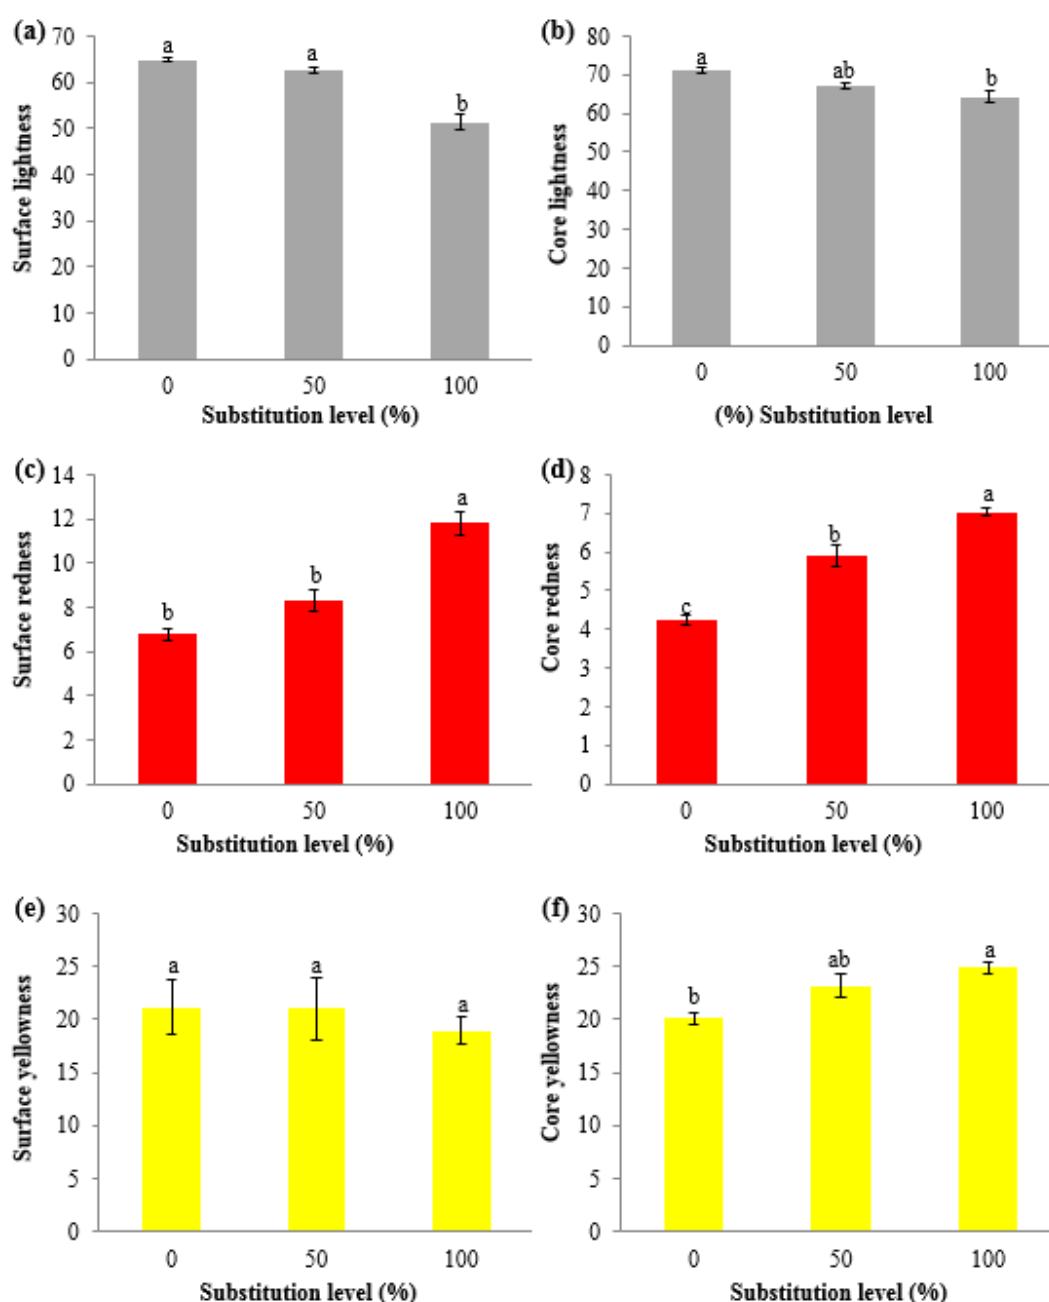 (a)
Surface lightness
70
60
50
40
30
20
10
0
a
a
b
0 50 100
Substitution level (%)
(b)
Core lightness
80
70
60
50
40
30
20
10
0
a
ab
b
0 50 100
(%) Substitution level
(c)
Surface redness
14
12
10
8
6
4
2
0
b
b
a
0 50 100
Substitution level (%)
(d)
Core redness
8
7
6
5
4
3
2
1
0
c
b
a
0 50 100
Substitution level (%)
(e)
Surface yellowness
30
25
20
15
10
5
0
a
a
a
0 50 100
Substitution level (%)
(f)
Core yellowness
30
25
20
15
10
5
0
b
ab
a
0 50 100
Substitution level (%)